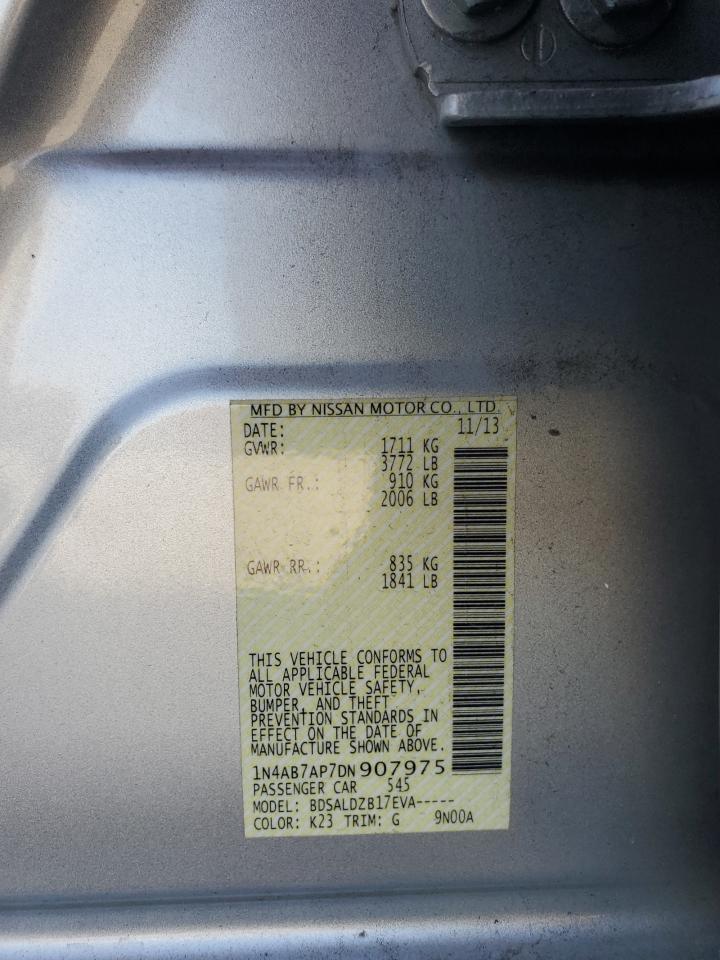 MFD BY NISSAN MOTOR CO., LTD.
DATE: 11/13
GVWR: 1711 KG
3772 LB
GAWR FR.: 910 KG
2006 LB
GAWR RR.: 835 KG
1841 LB
THIS VEHICLE CONFORMS TO
ALL APPLICABLE FEDERAL
MOTOR VEHICLE SAFETY,
BUMPER, AND THEFT
PREVENTION STANDARDS IN
EFFECT ON THE DATE OF
MANUFACTURE SHOWN ABOVE.
1N4AB7AP7DN907975
PASSENGER CAR 545
MODEL: BDSALDZB17EVA-----
COLOR: K23 TRIM: G 9N00A